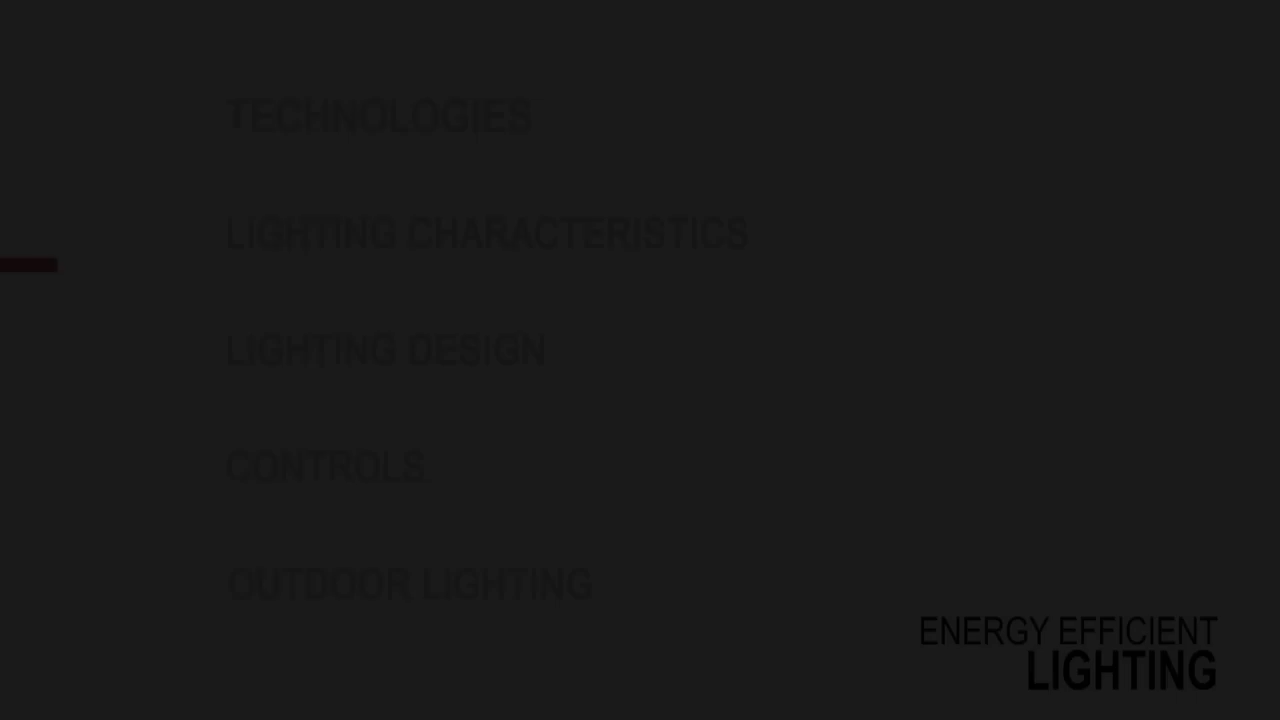 TECHNOLOGIES
LIGHTING CHARACTERISTICS
LIGHTING DESIGN
CONTROLS
OUTDOOR LIGHTING
ENERGY EFFICIENT
LIGHTING